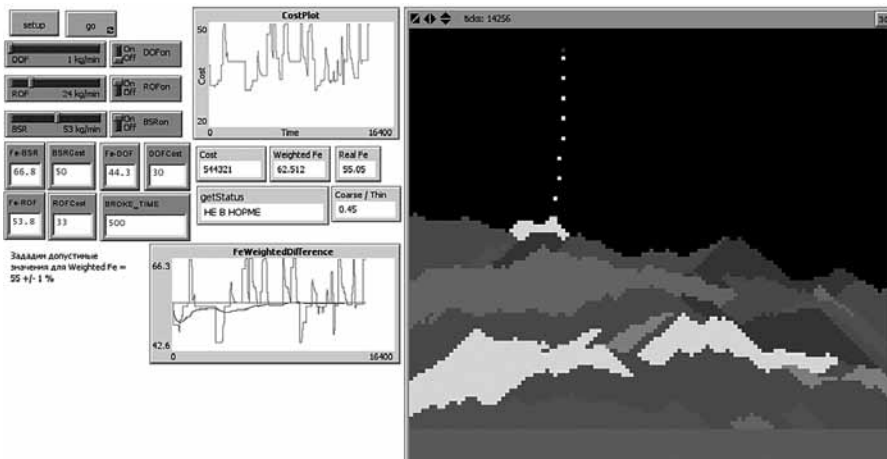 setup
go
DOF 1 kg/min
On
Off
DOFon
ROF 24 kg/min
On
Off
ROFon
BSR 53 kg/min
On
Off
BSRon
Fe-BSR
66.8
BSRCost
50
Fe-DOF
44.3
DOFCost
30
Fe-ROF
53.8
ROFCost
33
BROKE_TIME
500
Зададим допустиные
значения для Weighted Fe =
55 +/- 1 %
CostPlot
50
Cost
20
0
Time
16400
Cost
544321
Weighted Fe
62.512
Real Fe
55.05
getStatus
НЕ В НОРМЕ
Coarse / Thin
0.45
FeWeightedDifference
66.3
42.6
0
16400
ticks: 14256